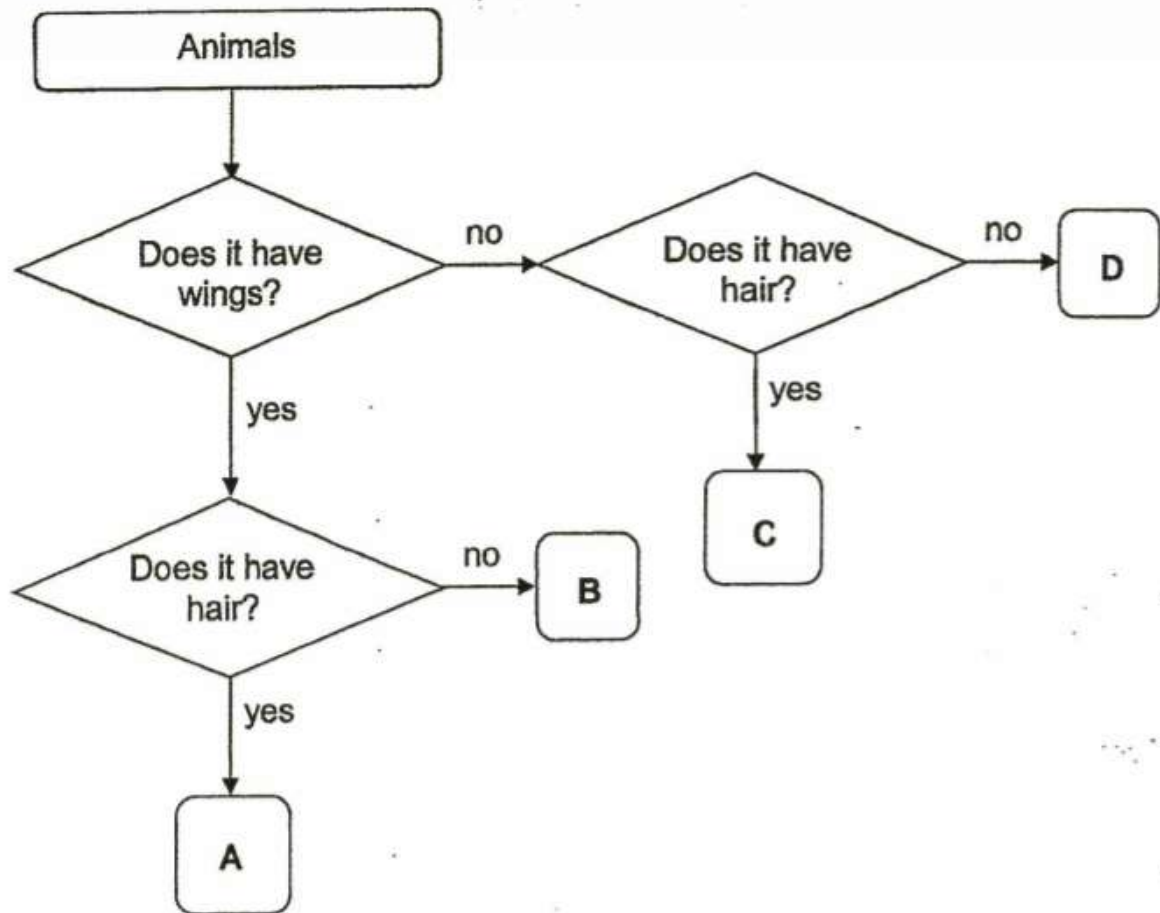 Animals
Does it have
wings?
no
Does it have
hair?
no
D
yes
yes
C
Does it have
hair?
no
B
yes
A